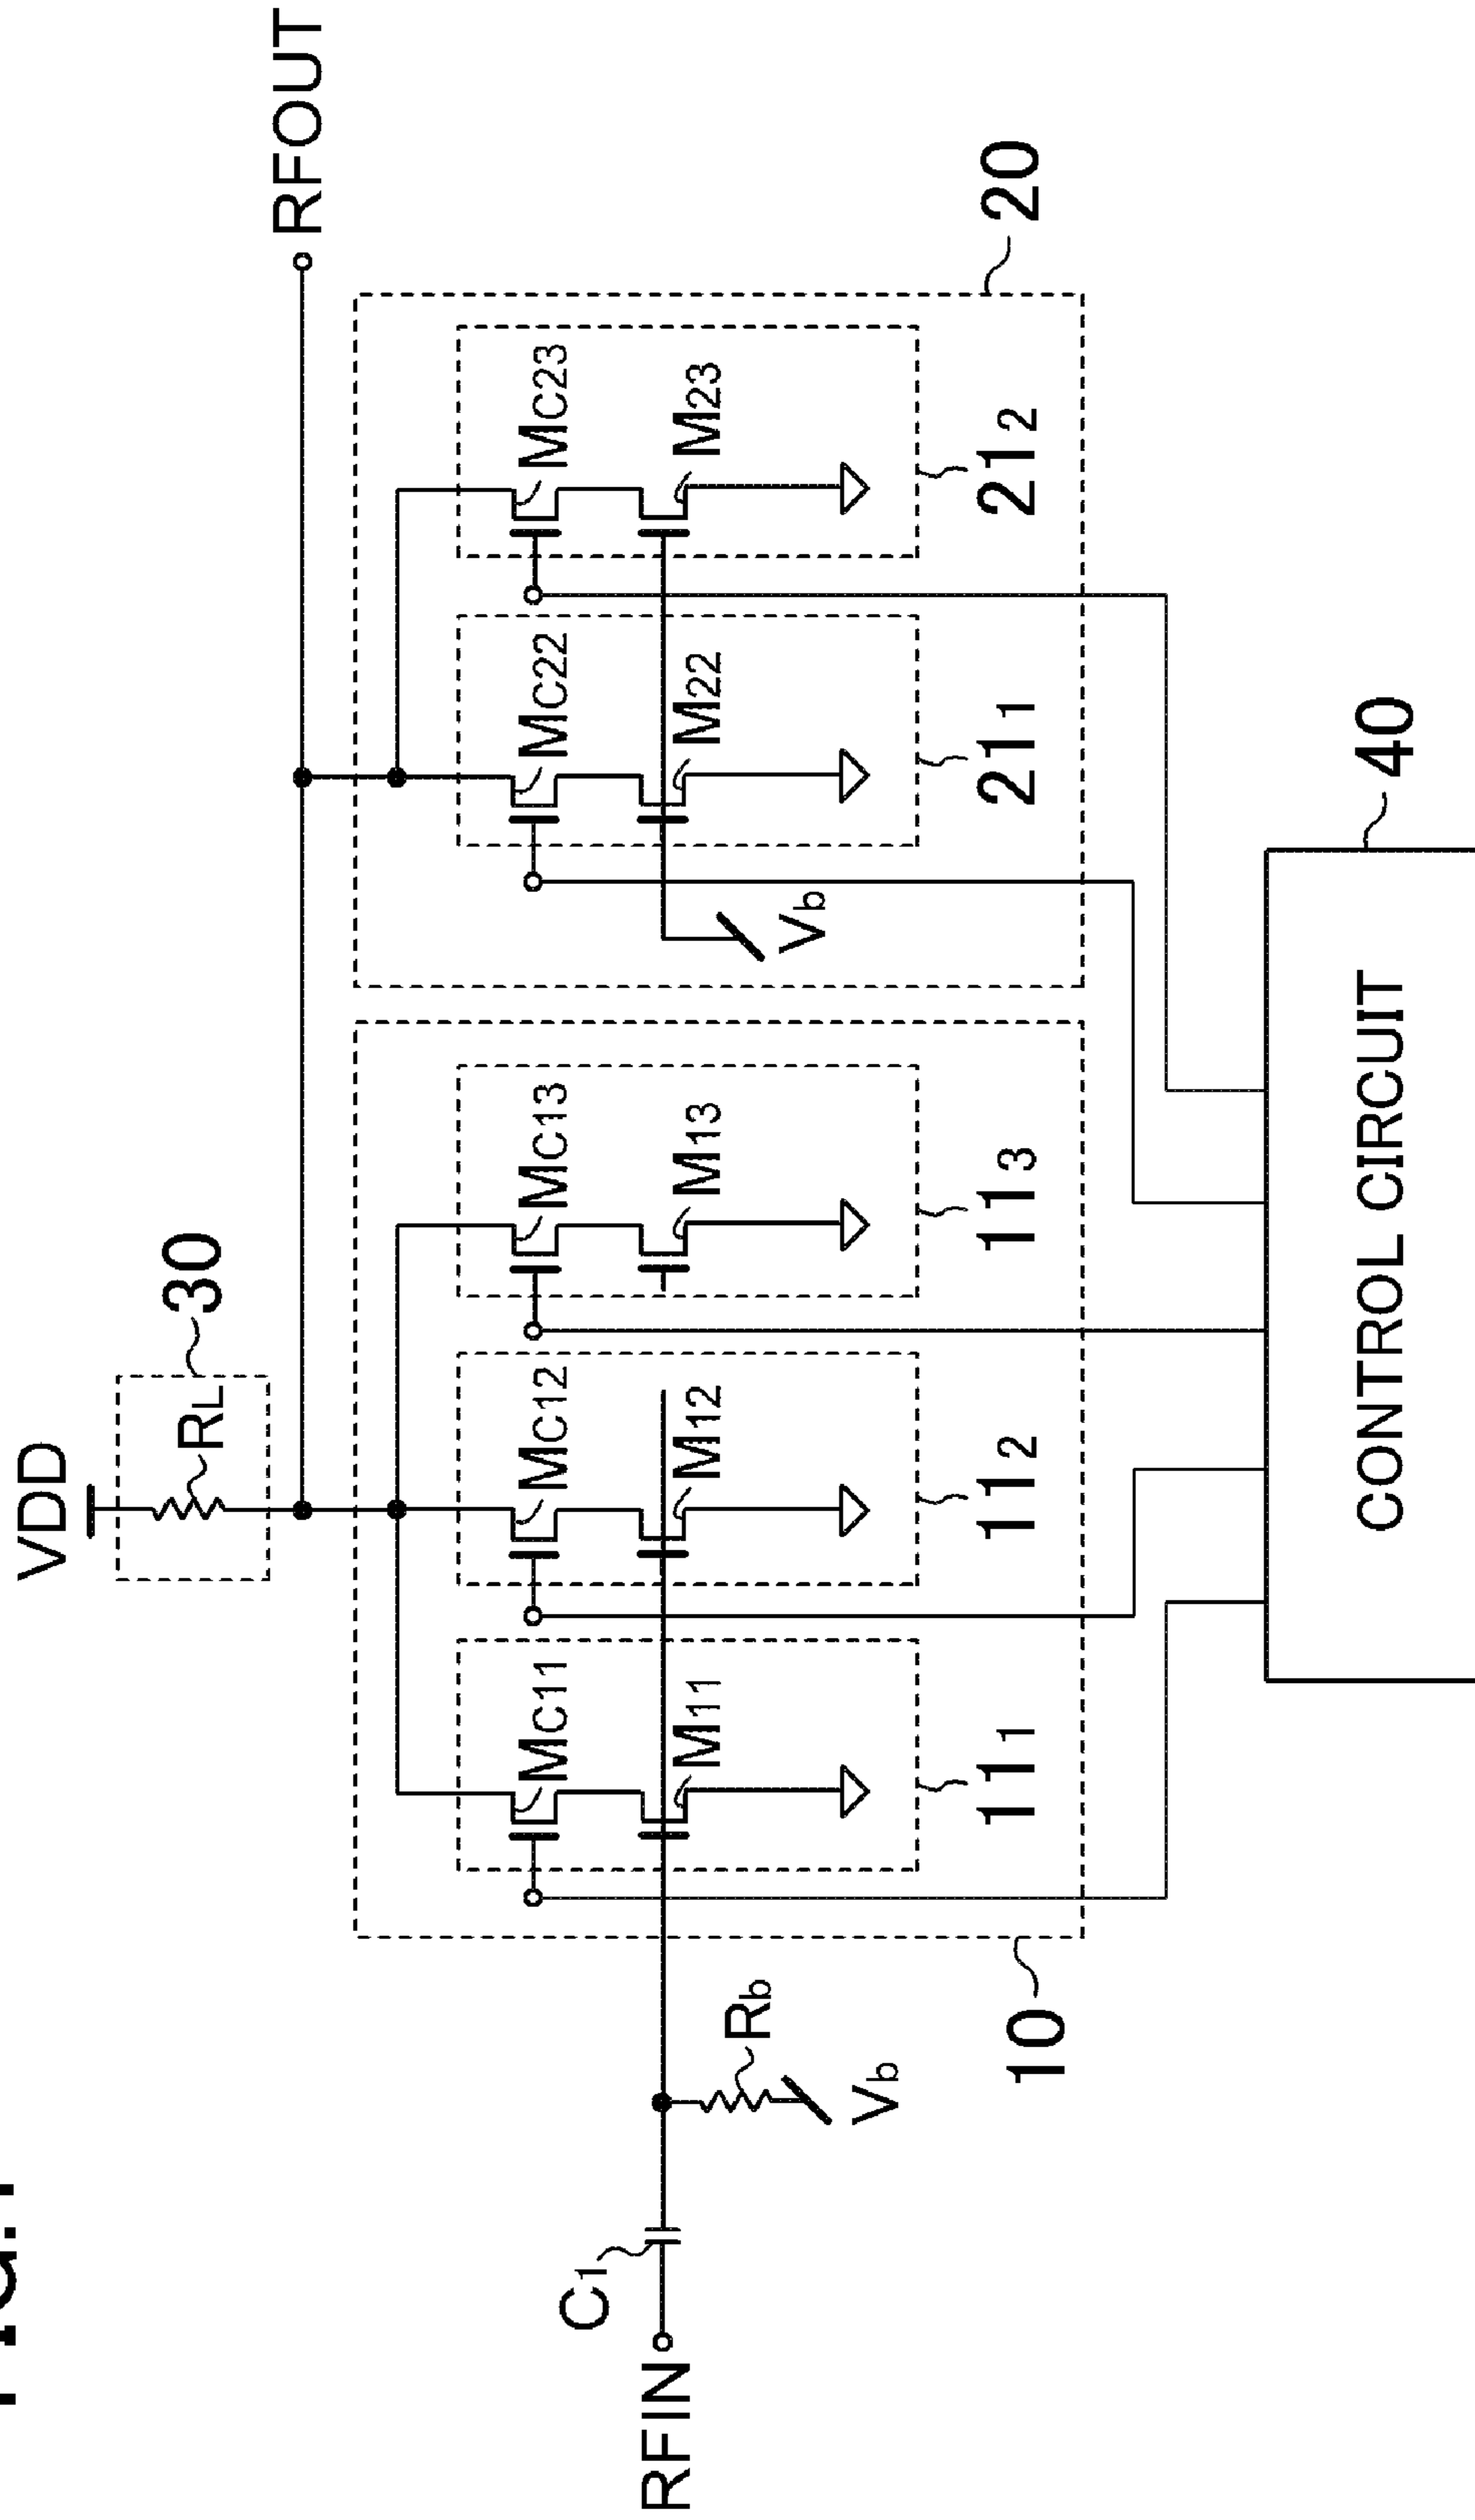 VDD
RL
30
RFOUT
RFIN
C1
Rb
Vb
10
MC11
M11
111
MC12
M12
112
MC13
M13
113
Vb
MC22
M22
211
MC23
M23
212
20
CONTROL CIRCUIT
40